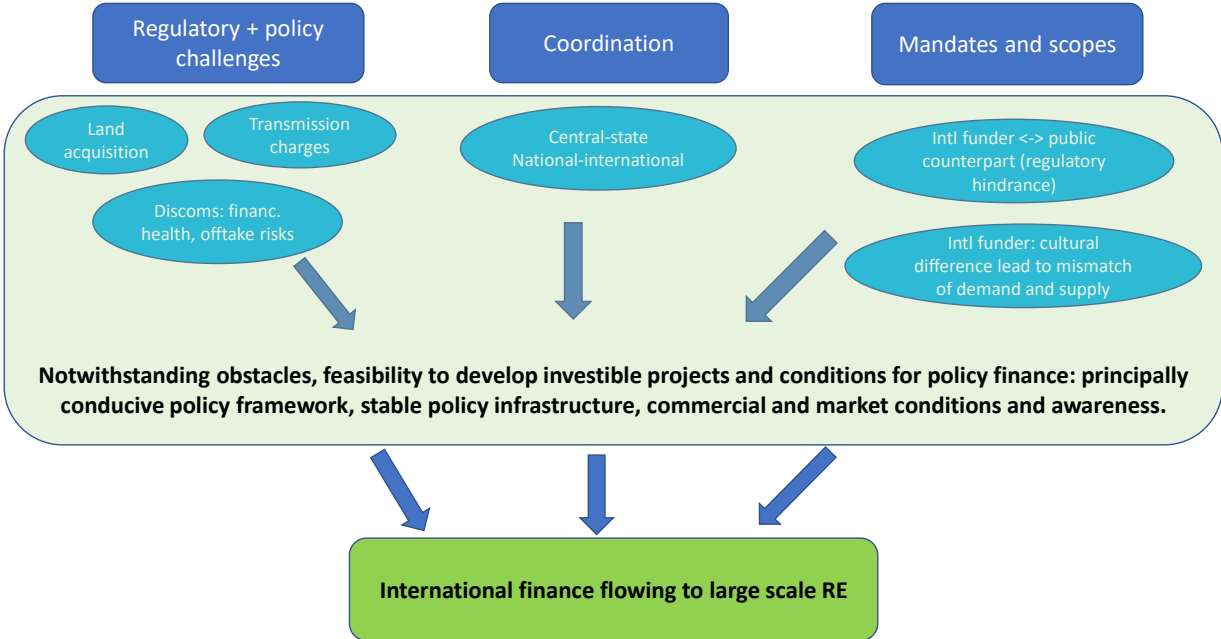 Regulatory + policy
challenges
Coordination
Mandates and scopes
Land
acquisition
Transmission
charges
Discoms: financ.
health, offtake risks
Central-state
National-international
Intl funder <-> public
counterpart (regulatory
hindrance)
Intl funder: cultural
difference lead to mismatch
of demand and supply
Notwithstanding obstacles, feasibility to develop investible projects and conditions for policy finance: principally
conducive policy framework, stable policy infrastructure, commercial and market conditions and awareness.
International finance flowing to large scale RE